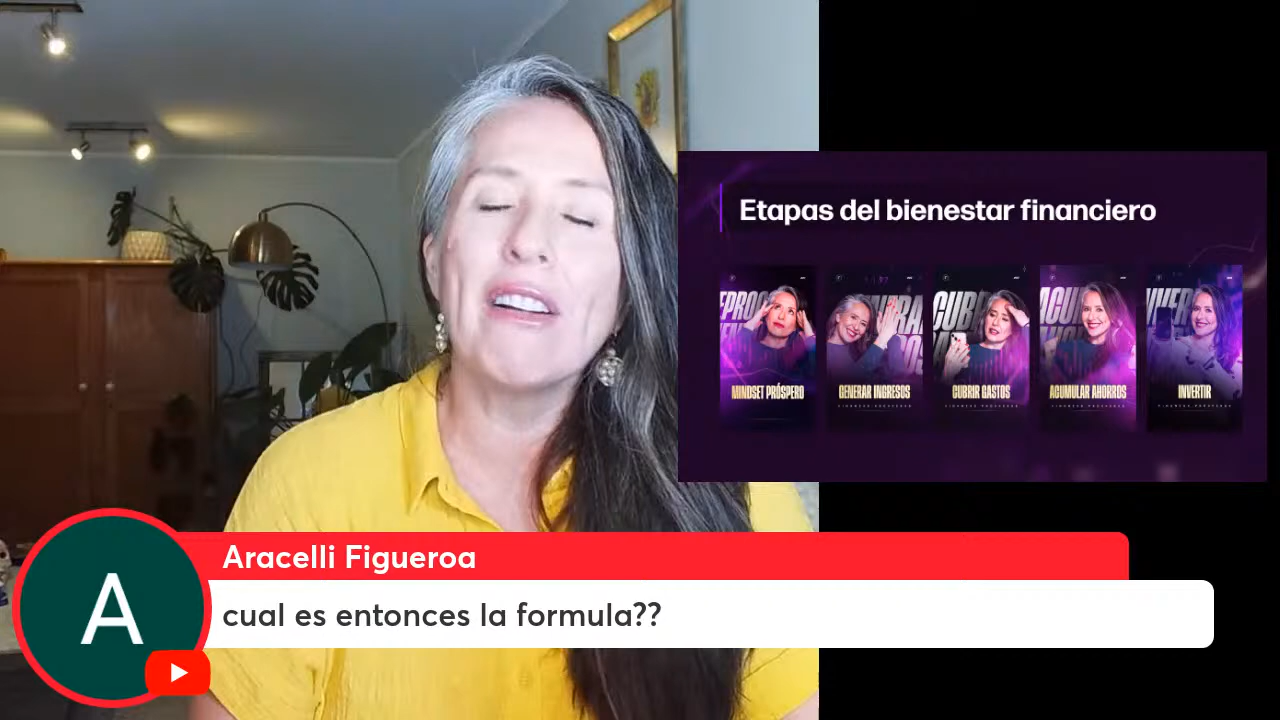 Etapas del bienestar financiero
MINDSET PRÓSPERO
GENERAR INGRESOS
CUBRIR GASTOS
ACUMULAR AHORROS
INVERTIR
Aracelli Figueroa
A
cual es entonces la formula??